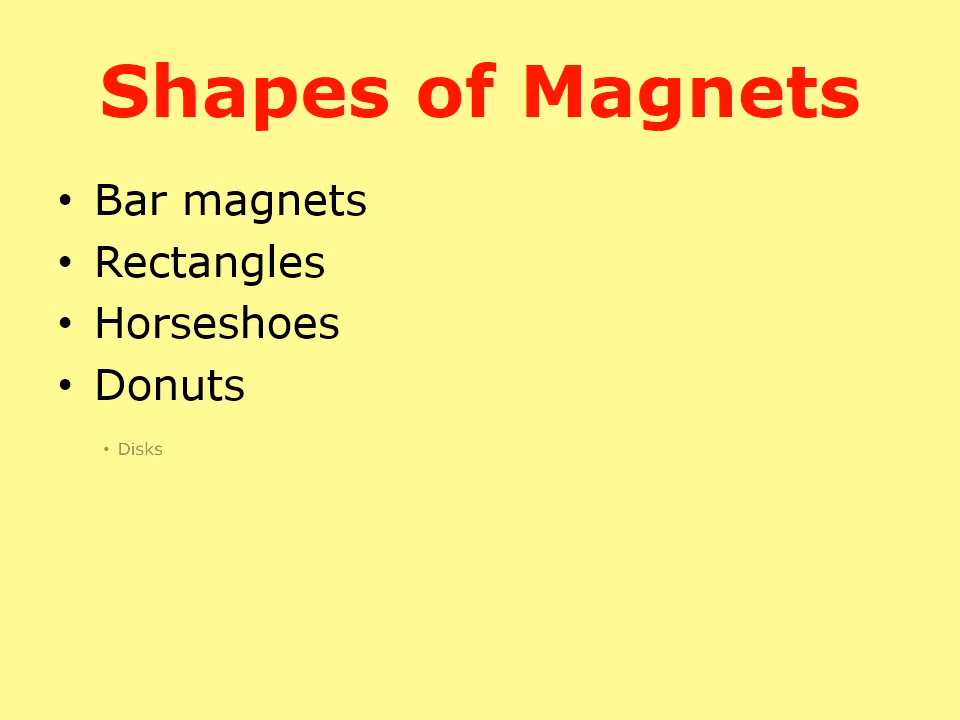 Shapes of Magnets
• Bar magnets
• Rectangles
• Horseshoes
• Donuts
• Disks